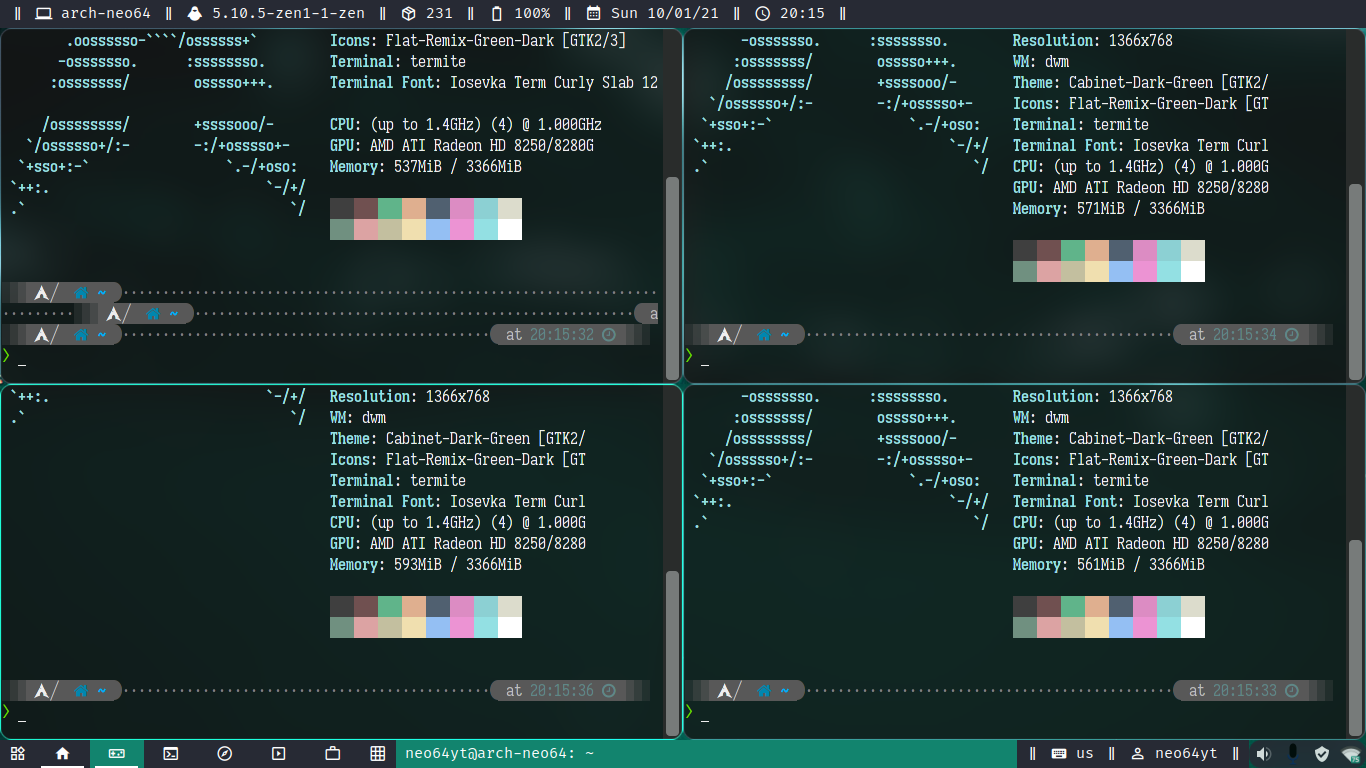 ‖ arch-neo64 ‖ 5.10.5-zen1-1-zen ‖ 231 ‖ 100% ‖ Sun 10/01/21 ‖ 20:15 ‖
.oossssso-````/ossssss+` Icons: Flat-Remix-Green-Dark [GTK2/3]
-osssssso. :ssssssso. Terminal: termite
:osssssss/ osssso+++. Terminal Font: Iosevka Term Curly Slab 12
/ossssssss/ +ssssooo/- CPU: (up to 1.4GHz) (4) @ 1.000GHz
`/ossssso+/:- -:/+osssso+- GPU: AMD ATI Radeon HD 8250/8280G
`+sso+:-` `.-/+oso: Memory: 537MiB / 3366MiB
`++:. `-/+/
.` `/
/ ~
/ ~ a
/ ~ at 20:15:32
❯ _
-osssssso. :ssssssso. Resolution: 1366x768
:osssssss/ osssso+++. WM: dwm
/ossssssss/ +ssssooo/- Theme: Cabinet-Dark-Green [GTK2/
`/ossssso+/:- -:/+osssso+- Icons: Flat-Remix-Green-Dark [GT
`+sso+:-` `.-/+oso: Terminal: termite
`++:. `-/+/ Terminal Font: Iosevka Term Curl
.` `/ CPU: (up to 1.4GHz) (4) @ 1.000G
GPU: AMD ATI Radeon HD 8250/8280
Memory: 571MiB / 3366MiB
/ ~ at 20:15:34
❯ _
`++:. `-/+/ Resolution: 1366x768
.` `/ WM: dwm
Theme: Cabinet-Dark-Green [GTK2/
Icons: Flat-Remix-Green-Dark [GT
Terminal: termite
Terminal Font: Iosevka Term Curl
CPU: (up to 1.4GHz) (4) @ 1.000G
GPU: AMD ATI Radeon HD 8250/8280
Memory: 593MiB / 3366MiB
/ ~ at 20:15:36
❯ _
-osssssso. :ssssssso. Resolution: 1366x768
:osssssss/ osssso+++. WM: dwm
/ossssssss/ +ssssooo/- Theme: Cabinet-Dark-Green [GTK2/
`/ossssso+/:- -:/+osssso+- Icons: Flat-Remix-Green-Dark [GT
`+sso+:-` `.-/+oso: Terminal: termite
`++:. `-/+/ Terminal Font: Iosevka Term Curl
.` `/ CPU: (up to 1.4GHz) (4) @ 1.000G
GPU: AMD ATI Radeon HD 8250/8280
Memory: 561MiB / 3366MiB
/ ~ at 20:15:33
❯ _
neo64yt@arch-neo64: ~ ‖ us ‖ neo64yt ‖ 75